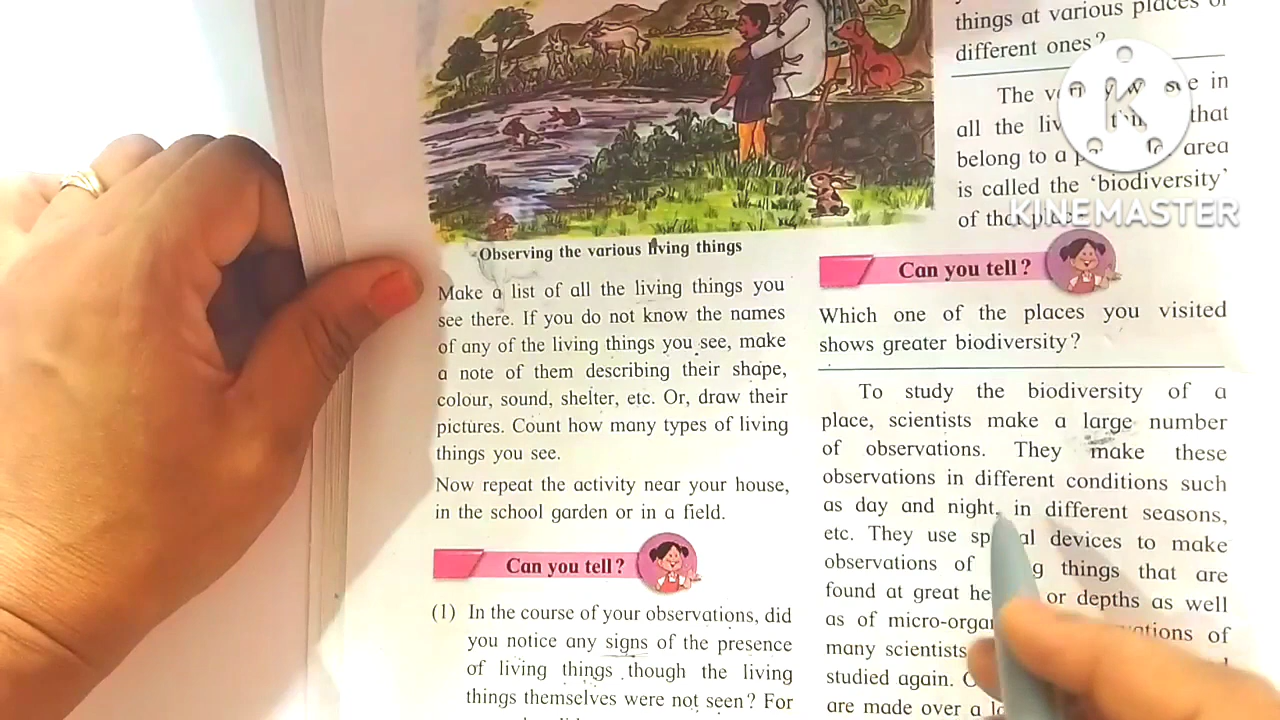 Observing the various living things
Make a list of all the living things you
see there. If you do not know the names
of any of the living things you see, make
a note of them describing their shape,
colour, sound, shelter, etc. Or, draw their
pictures. Count how many types of living
things you see.
Now repeat the activity near your house,
in the school garden or in a field.
Can you tell?
(1) In the course of your observations, did
you notice any signs of the presence
of living things though the living
things themselves were not seen? For
things at various places or
different ones?
The in
all the that
belong to a area
is called the ‘biodiversity’
of that place
K
KINEMASTER
Can you tell?
Which one of the places you visited
shows greater biodiversity?
To study the biodiversity of a
place, scientists make a large number
of observations. They make these
observations in different conditions such
as day and night, in different seasons,
etc. They use devices to make
observations of things that are
found at great or depths as well
as of of
many scientists
studied again.
are made over a